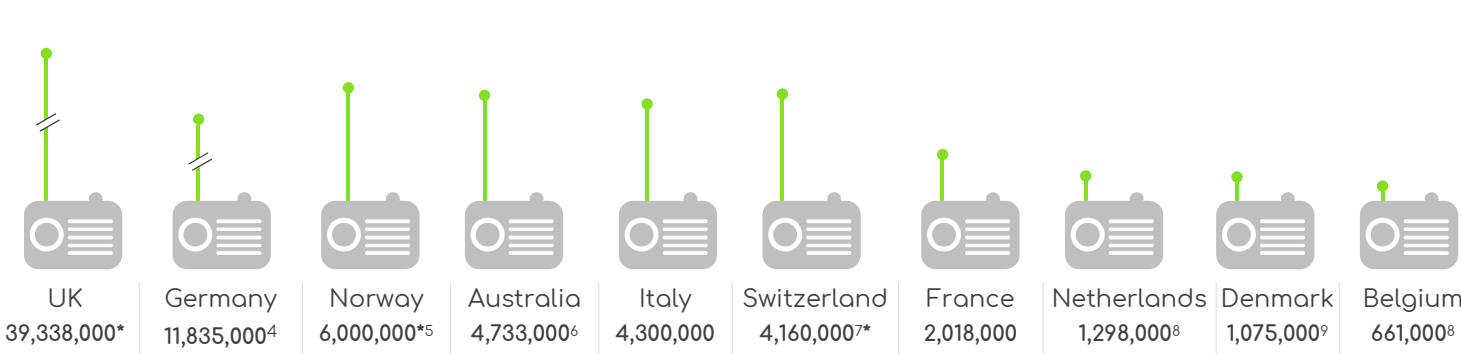 UK
39,338,000*
Germany
11,835,000⁴
Norway
6,000,000*⁵
Australia
4,733,000⁶
Italy
4,300,000
Switzerland
4,160,000⁷*
France
2,018,000
Netherlands
1,298,000⁸
Denmark
1,075,000⁹
Belgium
661,000⁸